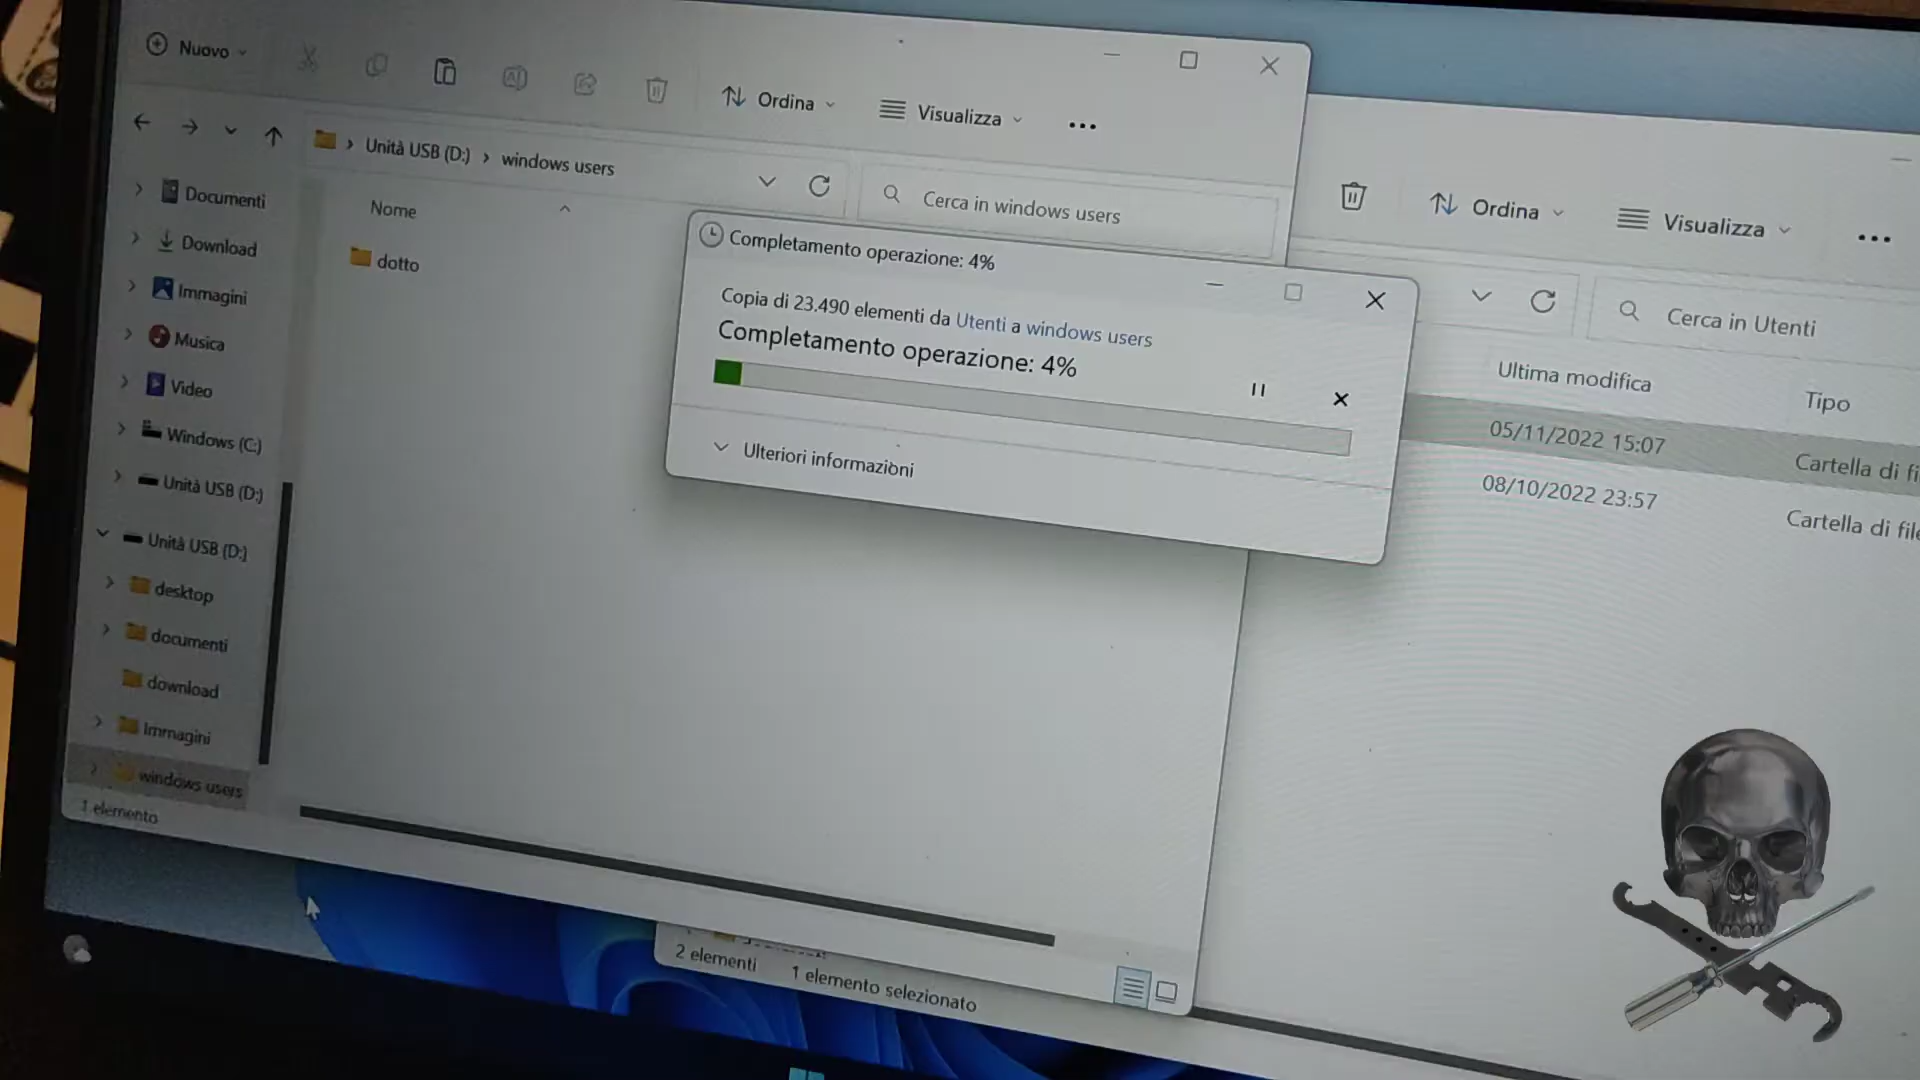 Nuovo
Ordina
Visualizza
Unità USB (D:) windows users
Cerca in windows users
Documenti
Download
Immagini
Musica
Video
Windows (C:)
Unità USB (D:)
Unità USB (D:)
desktop
documenti
download
Immagini
windows users
1 elemento
Nome
dotto
Completamento operazione: 4%
Copia di 23.490 elementi da Utenti a windows users
Completamento operazione: 4%
Ulteriori informazioni
Ordina
Visualizza
Cerca in Utenti
Ultima modifica
Tipo
05/11/2022 15:07
Cartella di fi
08/10/2022 23:57
Cartella di file
2 elementi
1 elemento selezionato